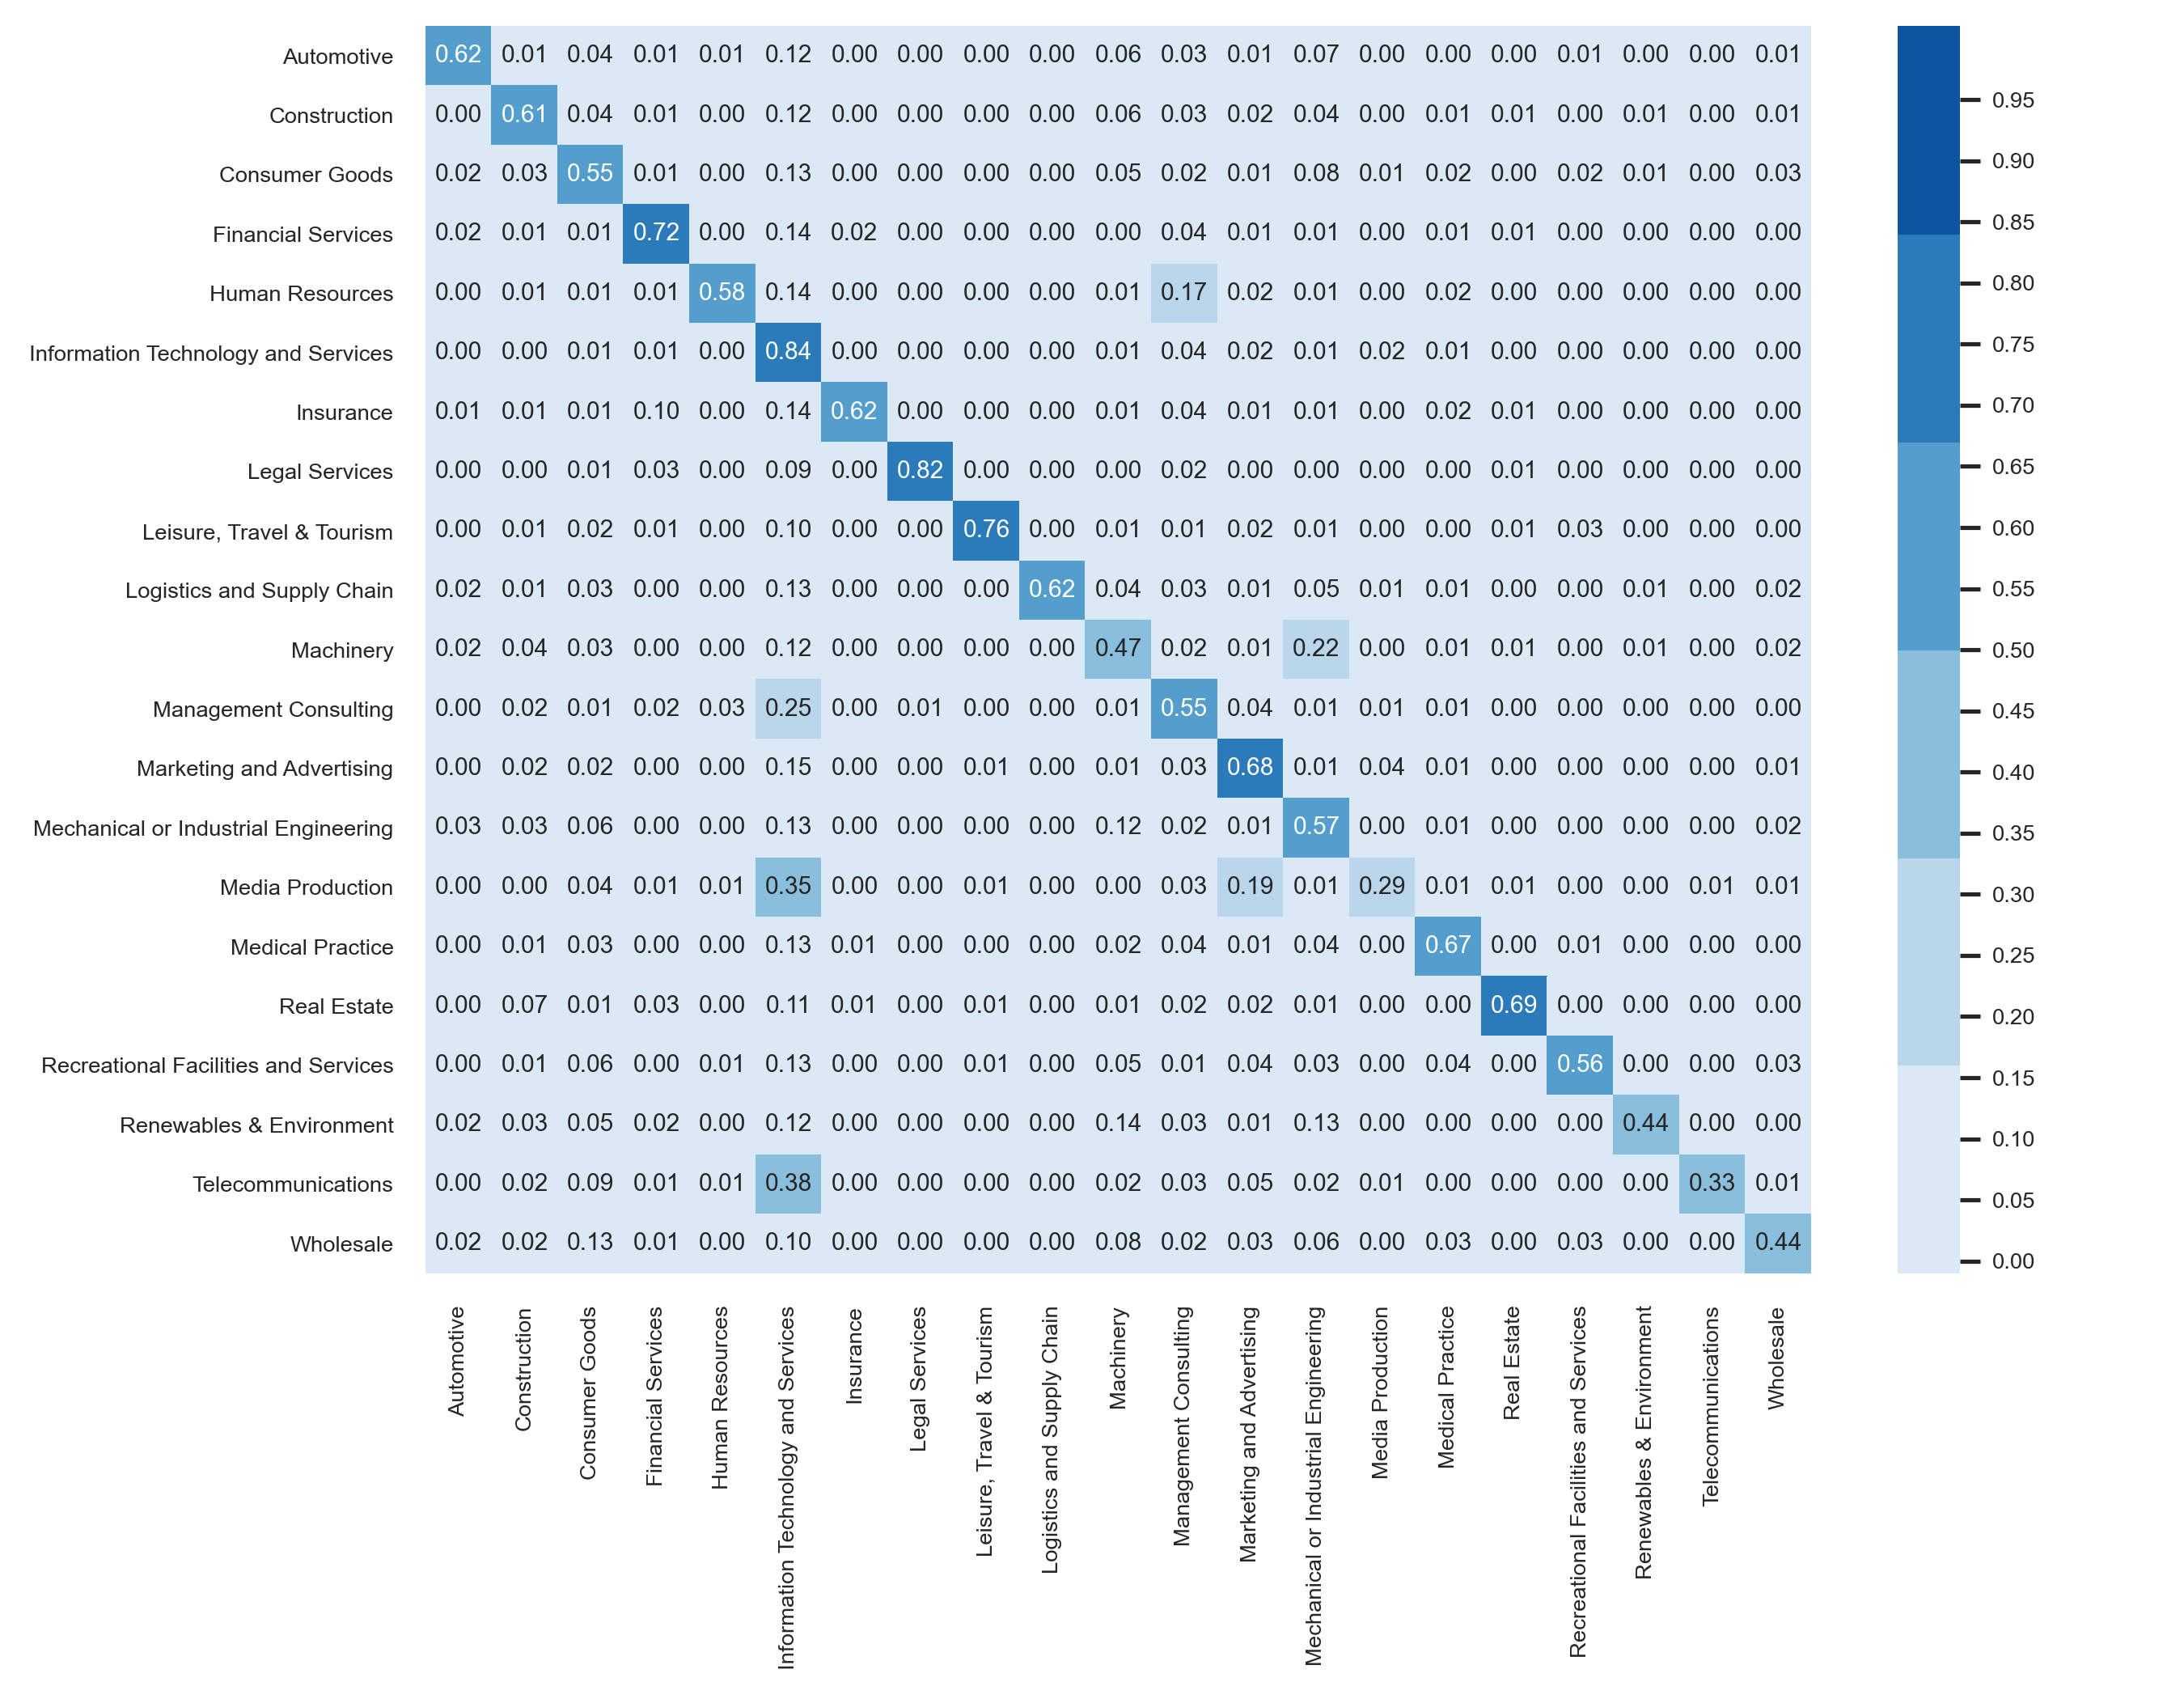 Automotive 0.62 0.01 0.04 0.01 0.01 0.12 0.00 0.00 0.00 0.00 0.06 0.03 0.01 0.07 0.00 0.00 0.00 0.01 0.00 0.00 0.01
Construction 0.00 0.61 0.04 0.01 0.00 0.12 0.00 0.00 0.00 0.00 0.06 0.03 0.02 0.04 0.00 0.01 0.01 0.00 0.01 0.00 0.01
Consumer Goods 0.02 0.03 0.55 0.01 0.00 0.13 0.00 0.00 0.00 0.00 0.05 0.02 0.01 0.08 0.01 0.02 0.00 0.02 0.01 0.00 0.03
Financial Services 0.02 0.01 0.01 0.72 0.00 0.14 0.02 0.00 0.00 0.00 0.00 0.04 0.01 0.01 0.00 0.01 0.01 0.00 0.00 0.00 0.00
Human Resources 0.00 0.01 0.01 0.01 0.58 0.14 0.00 0.00 0.00 0.00 0.01 0.17 0.02 0.01 0.00 0.02 0.00 0.00 0.00 0.00 0.00
Information Technology and Services 0.00 0.00 0.01 0.01 0.00 0.84 0.00 0.00 0.00 0.00 0.01 0.04 0.02 0.01 0.02 0.01 0.00 0.00 0.00 0.00 0.00
Insurance 0.01 0.01 0.01 0.10 0.00 0.14 0.62 0.00 0.00 0.00 0.01 0.04 0.01 0.01 0.00 0.02 0.01 0.00 0.00 0.00 0.00
Legal Services 0.00 0.00 0.01 0.03 0.00 0.09 0.00 0.82 0.00 0.00 0.00 0.02 0.00 0.00 0.00 0.00 0.01 0.00 0.00 0.00 0.00
Leisure, Travel & Tourism 0.00 0.01 0.02 0.01 0.00 0.10 0.00 0.00 0.76 0.00 0.01 0.01 0.02 0.01 0.00 0.00 0.01 0.03 0.00 0.00 0.00
Logistics and Supply Chain 0.02 0.01 0.03 0.00 0.00 0.13 0.00 0.00 0.00 0.62 0.04 0.03 0.01 0.05 0.01 0.01 0.00 0.00 0.01 0.00 0.02
Machinery 0.02 0.04 0.03 0.00 0.00 0.12 0.00 0.00 0.00 0.00 0.47 0.02 0.01 0.22 0.00 0.01 0.01 0.00 0.01 0.00 0.02
Management Consulting 0.00 0.02 0.01 0.02 0.03 0.25 0.00 0.01 0.00 0.00 0.01 0.55 0.04 0.01 0.01 0.01 0.00 0.00 0.00 0.00 0.00
Marketing and Advertising 0.00 0.02 0.02 0.00 0.00 0.15 0.00 0.00 0.01 0.00 0.01 0.03 0.68 0.01 0.04 0.01 0.00 0.00 0.00 0.00 0.01
Mechanical or Industrial Engineering 0.03 0.03 0.06 0.00 0.00 0.13 0.00 0.00 0.00 0.00 0.12 0.02 0.01 0.57 0.00 0.01 0.00 0.00 0.00 0.00 0.02
Media Production 0.00 0.00 0.04 0.01 0.01 0.35 0.00 0.00 0.01 0.00 0.00 0.03 0.19 0.01 0.29 0.01 0.01 0.00 0.00 0.01 0.01
Medical Practice 0.00 0.01 0.03 0.00 0.00 0.13 0.01 0.00 0.00 0.00 0.02 0.04 0.01 0.04 0.00 0.67 0.00 0.01 0.00 0.00 0.00
Real Estate 0.00 0.07 0.01 0.03 0.00 0.11 0.01 0.00 0.01 0.00 0.01 0.02 0.02 0.01 0.00 0.00 0.69 0.00 0.00 0.00 0.00
Recreational Facilities and Services 0.00 0.01 0.06 0.00 0.01 0.13 0.00 0.00 0.01 0.00 0.05 0.01 0.04 0.03 0.00 0.04 0.00 0.56 0.00 0.00 0.03
Renewables & Environment 0.02 0.03 0.05 0.02 0.00 0.12 0.00 0.00 0.00 0.00 0.14 0.03 0.01 0.13 0.00 0.00 0.00 0.00 0.44 0.00 0.00
Telecommunications 0.00 0.02 0.09 0.01 0.01 0.38 0.00 0.00 0.00 0.00 0.02 0.03 0.05 0.02 0.01 0.00 0.00 0.00 0.00 0.33 0.01
Wholesale 0.02 0.02 0.13 0.01 0.00 0.10 0.00 0.00 0.00 0.00 0.08 0.02 0.03 0.06 0.00 0.03 0.00 0.03 0.00 0.00 0.44
Automotive
Construction
Consumer Goods
Financial Services
Human Resources
Information Technology and Services
Insurance
Legal Services
Leisure, Travel & Tourism
Logistics and Supply Chain
Machinery
Management Consulting
Marketing and Advertising
Mechanical or Industrial Engineering
Media Production
Medical Practice
Real Estate
Recreational Facilities and Services
Renewables & Environment
Telecommunications
Wholesale
0.95
0.90
0.85
0.80
0.75
0.70
0.65
0.60
0.55
0.50
0.45
0.40
0.35
0.30
0.25
0.20
0.15
0.10
0.05
0.00